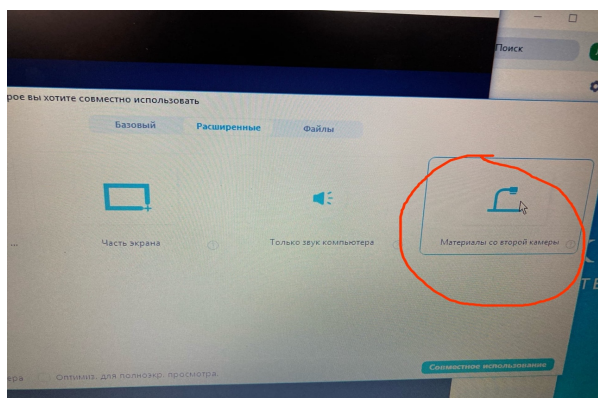 Поиск
рое вы хотите совместно использовать
Базовый Расширенные Файлы
Часть экрана Только звук компьютера Материалы со второй камеры
ера Оптимиз. для полноэкр. просмотра
Совместное использование